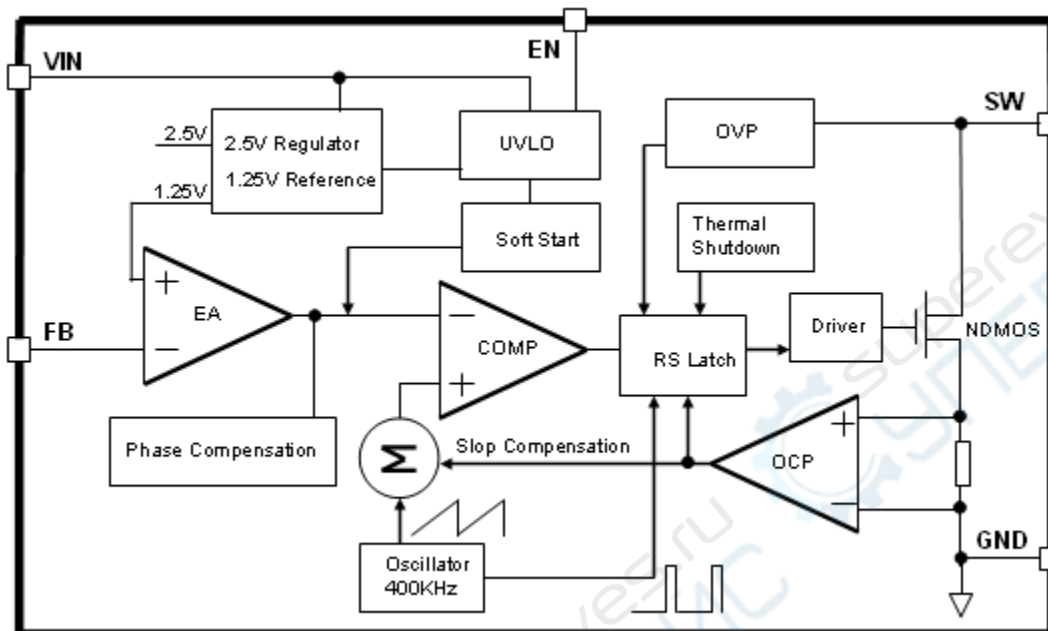 EN
VIN
SW
2.5V
2.5V Regulator
1.25V Reference
1.25V
UVLO
OVP
Soft Start
Thermal
Shutdown
+
EA
−
FB
−
COMP
+
RS Latch
Driver
NDMOS
Phase Compensation
Σ
Slop Compensation
+
OCP
−
GND
Oscillator
400KHz